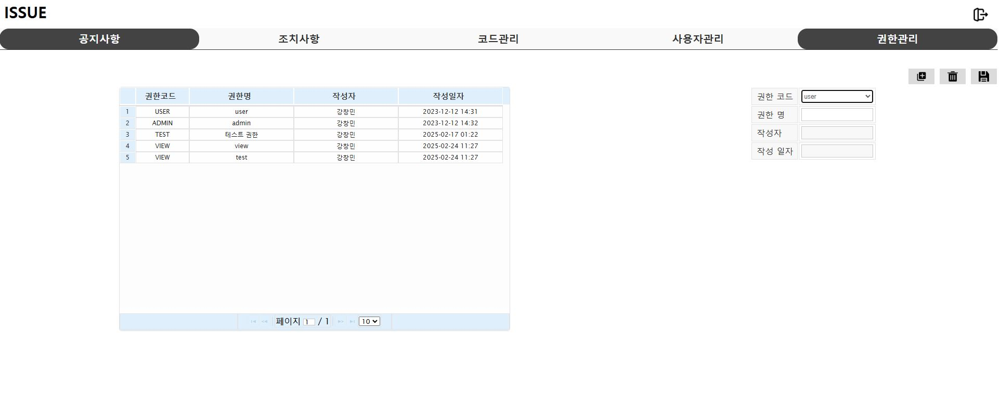 ISSUE
공지사항 조치사항 코드관리 사용자관리 권한관리
권한코드 권한명 작성자 작성일자
1 USER user 강창민 2023-12-12 14:31
2 ADMIN admin 강창민 2023-12-12 14:32
3 TEST 테스트 권한 강창민 2025-02-17 01:22
4 VIEW view 강창민 2025-02-24 11:27
5 VIEW test 강창민 2025-02-24 11:27
페이지 1 / 1 10
권한 코드 user
권한 명
작성자
작성 일자